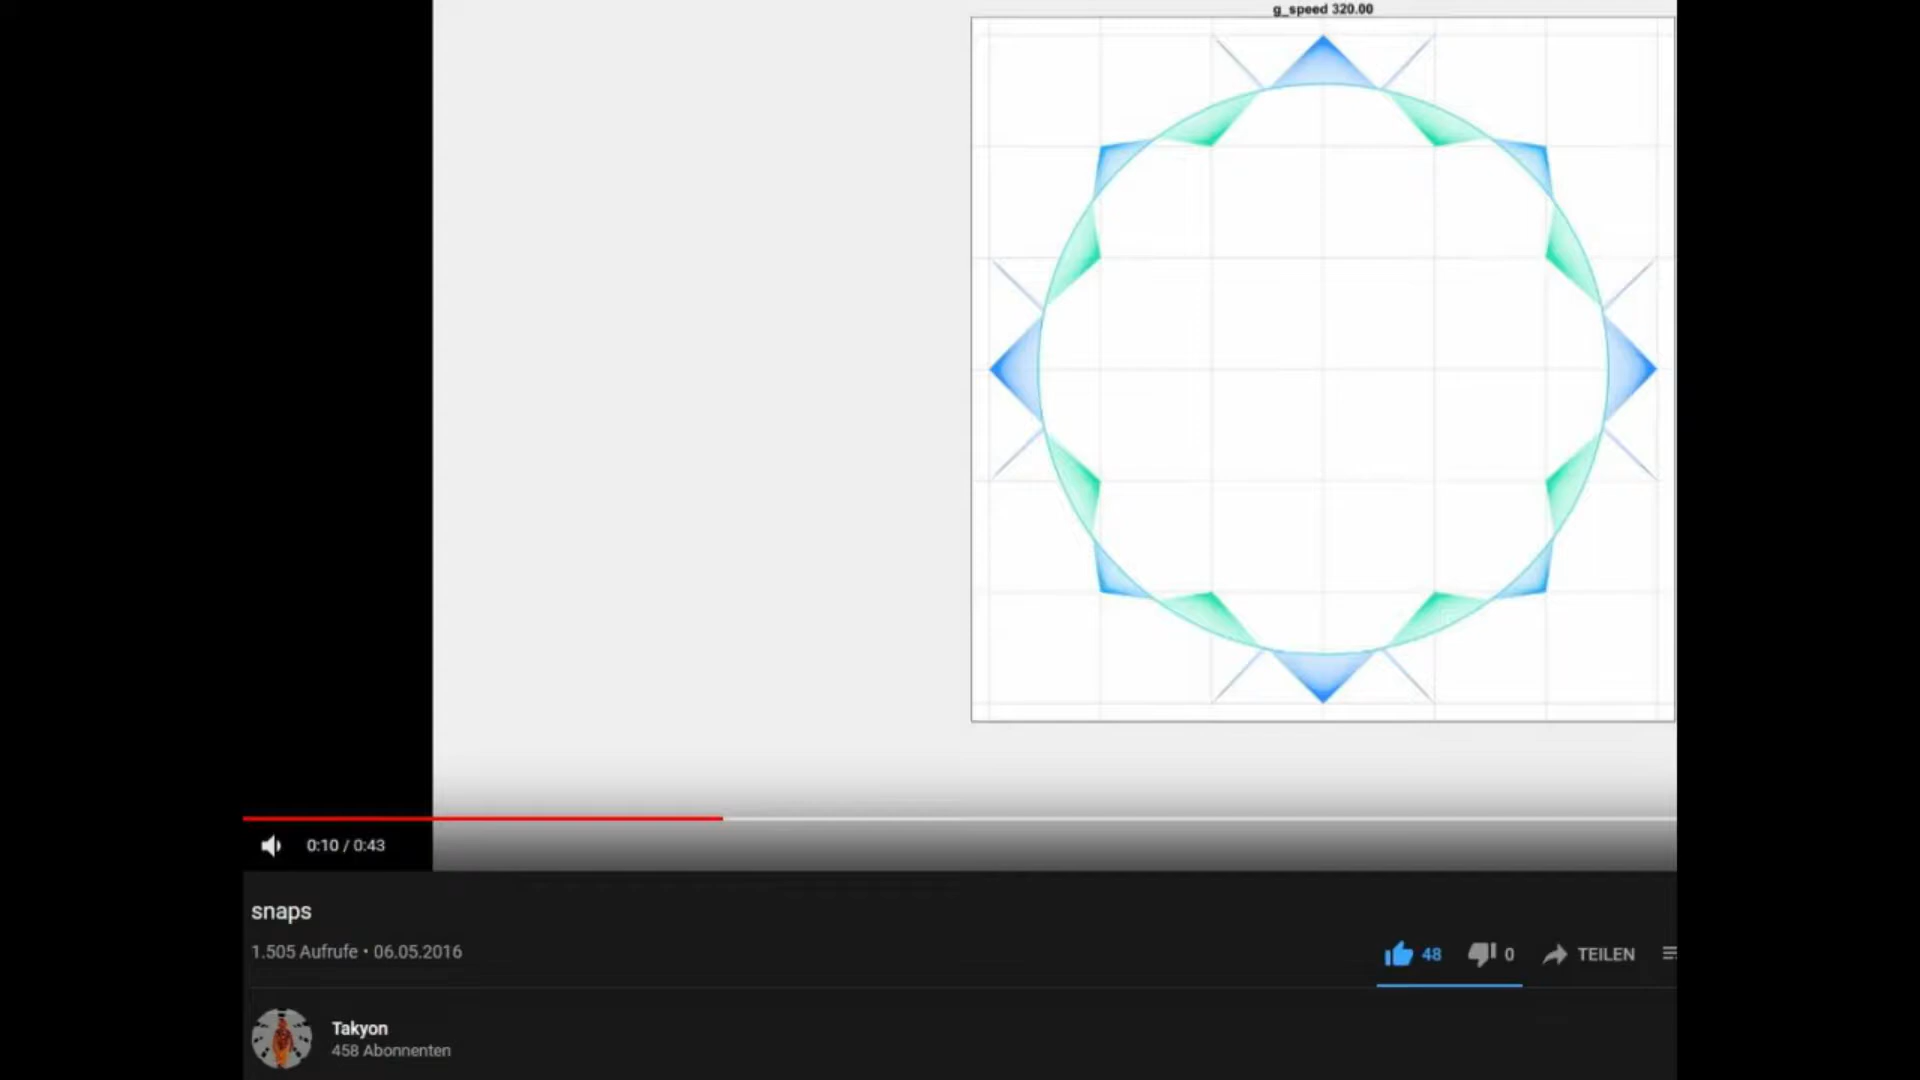 g_speed 320.00
0:10 / 0:43
snaps
1.505 Aufrufe • 06.05.2016
48
0
TEILEN
Takyon
458 Abonnenten